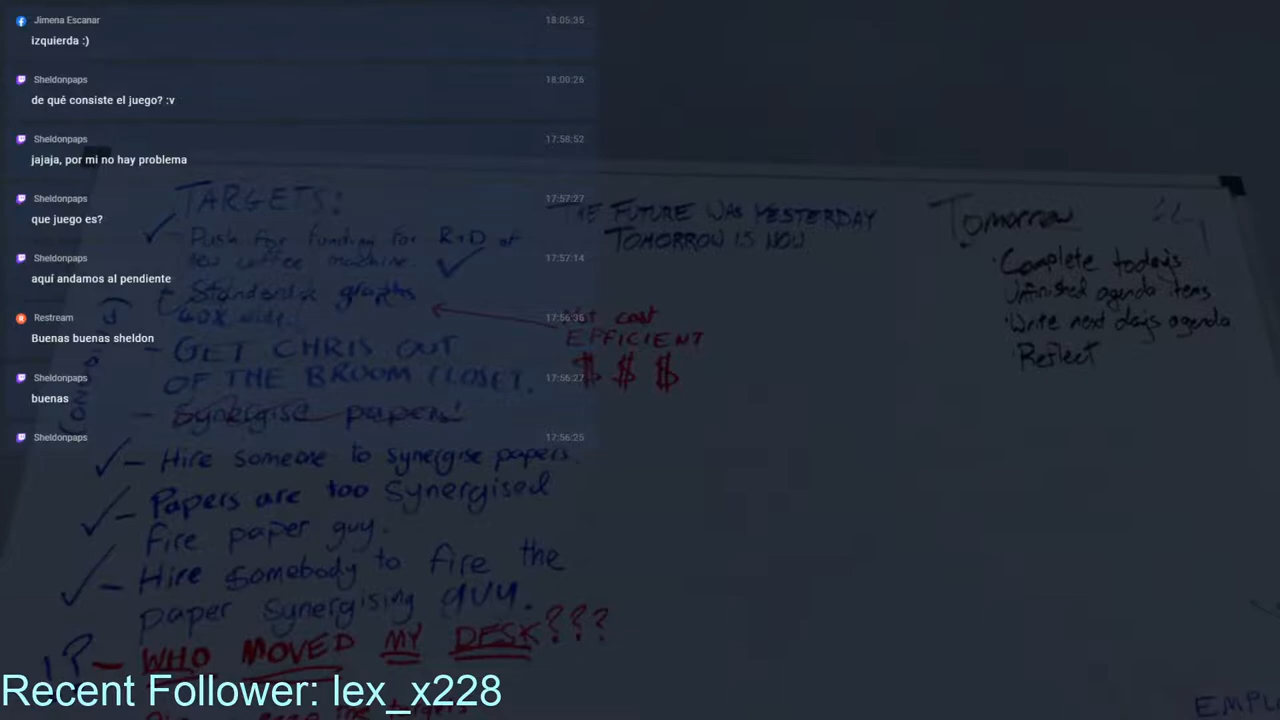 Jimena Escanar 18:05:35
izquierda :)
Sheldonpaps 18:00:26
de qué consiste el juego? :v
Sheldonpaps 17:58:52
jajaja, por mi no hay problema
Sheldonpaps 17:57:27
que juego es?
Sheldonpaps 17:57:14
aquí andamos al pendiente
Restream 17:56:36
Buenas buenas sheldon
Sheldonpaps 17:56:27
buenas
Sheldonpaps 17:56:25
TARGETS:
Push for funding for R+D of
new coffee machine.
Standardise graphs
40% wide.
- GET CHRIS OUT
OF THE BROOM CLOSET.
- Synergise papers!
- Hire someone to synergise papers.
- Papers are too synergised
fire paper guy.
- Hire somebody to fire the
paper synergising guy.
- WHO MOVED MY DESK???
THE FUTURE WAS YESTERDAY
TOMORROW IS NOW
cost
EFFICIENT
$ $ $
Tomorrow
· Complete todays
unfinished agenda items
· Write next days agenda
· Reflect
Recent Follower: lex_x228